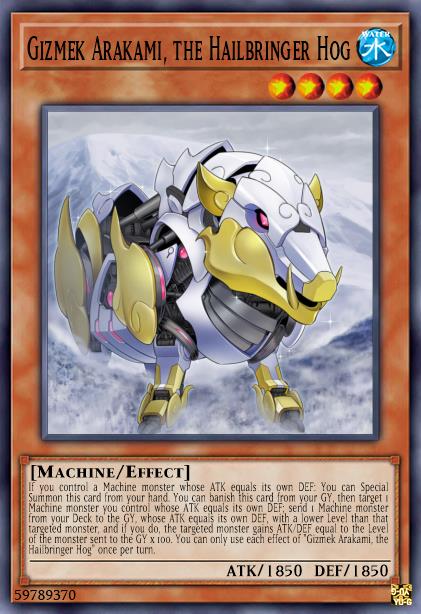 Gizmek Arakami, the Hailbringer Hog
WATER
水
[Machine/Effect]
If you control a Machine monster whose ATK equals its own DEF: You can Special
Summon this card from your hand. You can banish this card from your GY, then target 1
Machine monster you control whose ATK equals its own DEF; send 1 Machine monster
from your Deck to the GY, whose ATK equals its own DEF, with a lower Level than that
targeted monster, and if you do, the targeted monster gains ATK/DEF equal to the Level
of the monster sent to the GY x 100. You can only use each effect of "Gizmek Arakami, the
Hailbringer Hog" once per turn.
ATK/1850 DEF/1850
59789370